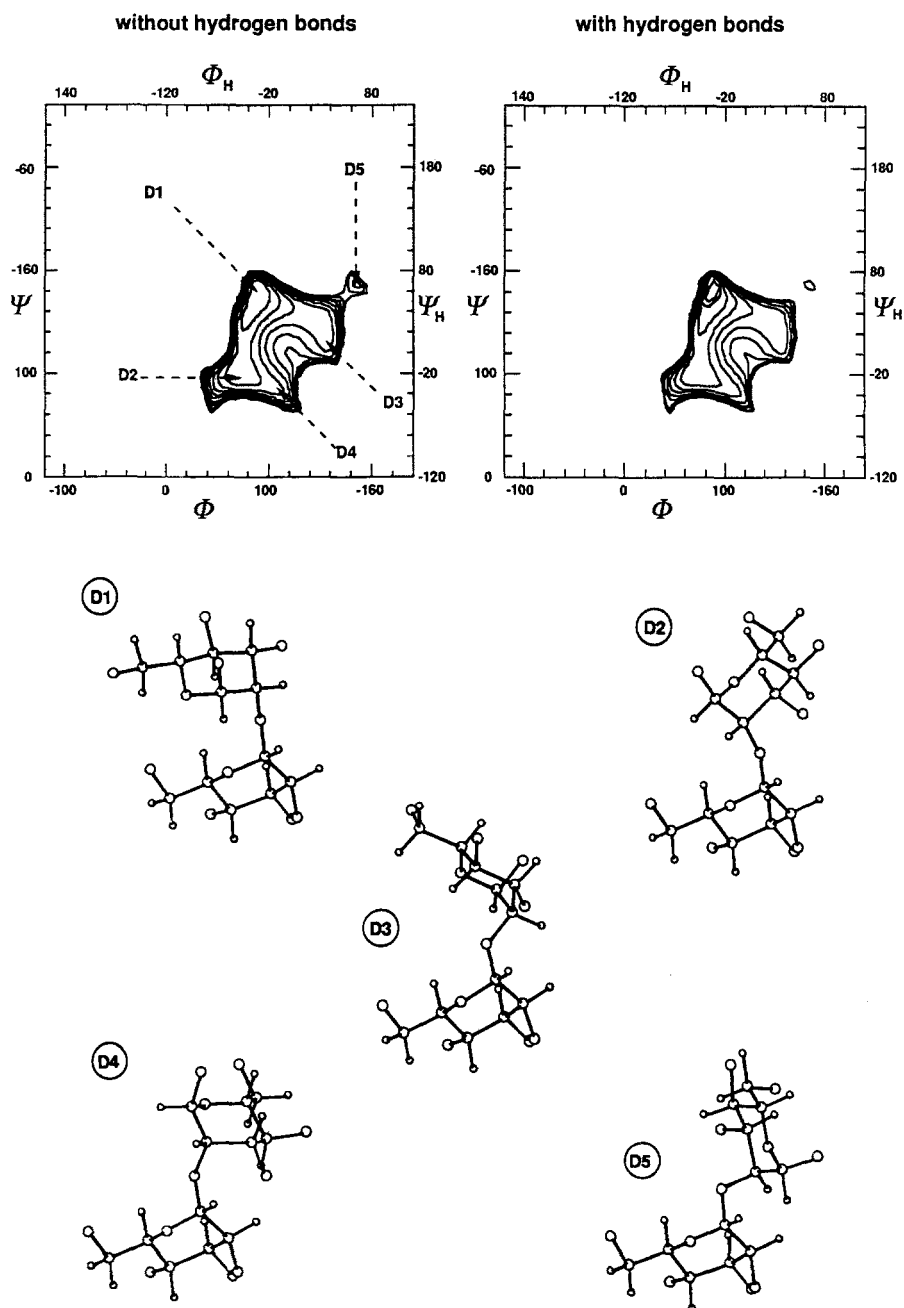 without hydrogen bonds
with hydrogen bonds
Φ_H
Φ_H
140 -120 -20 80
140 -120 -20 80
-60
D1
D5
180
-60
180
-160
Ψ
80
Ψ_H
-160
Ψ
80
Ψ_H
100
D2
-20
D3
100
-20
D4
0
-120
0
-120
-100 0 100 -160
-100 0 100 -160
Φ
Φ
D1
D2
D3
D4
D5